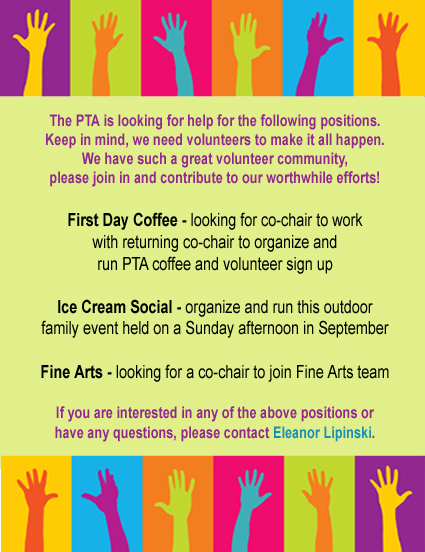 The PTA is looking for help for the following positions.
Keep in mind, we need volunteers to make it all happen.
We have such a great volunteer community,
please join in and contribute to our worthwhile efforts!
First Day Coffee - looking for co-chair to work
with returning co-chair to organize and
run PTA coffee and volunteer sign up
Ice Cream Social - organize and run this outdoor
family event held on a Sunday afternoon in September
Fine Arts - looking for a co-chair to join Fine Arts team
If you are interested in any of the above positions or
have any questions, please contact Eleanor Lipinski.